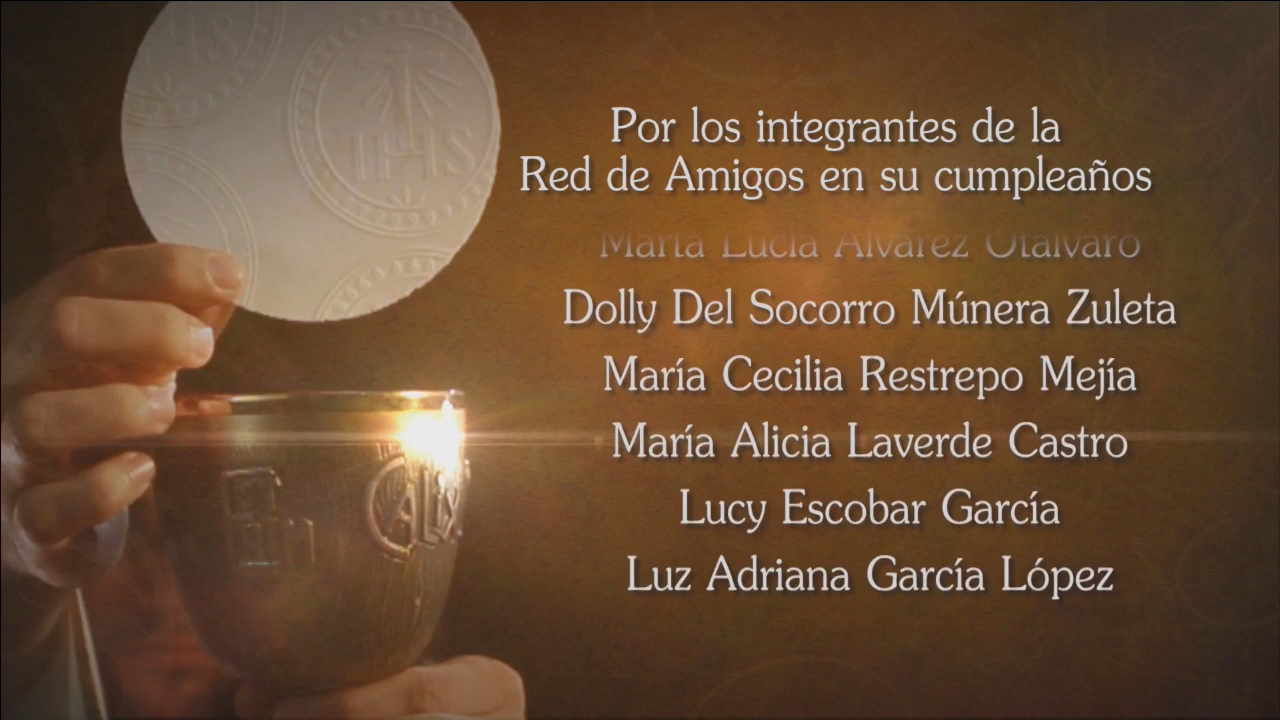 IHS
Por los integrantes de la
Red de Amigos en su cumpleaños
Marta Lucía Álvarez Otálvaro
Dolly Del Socorro Múnera Zuleta
María Cecilia Restrepo Mejía
María Alicia Laverde Castro
Lucy Escobar García
Luz Adriana García López